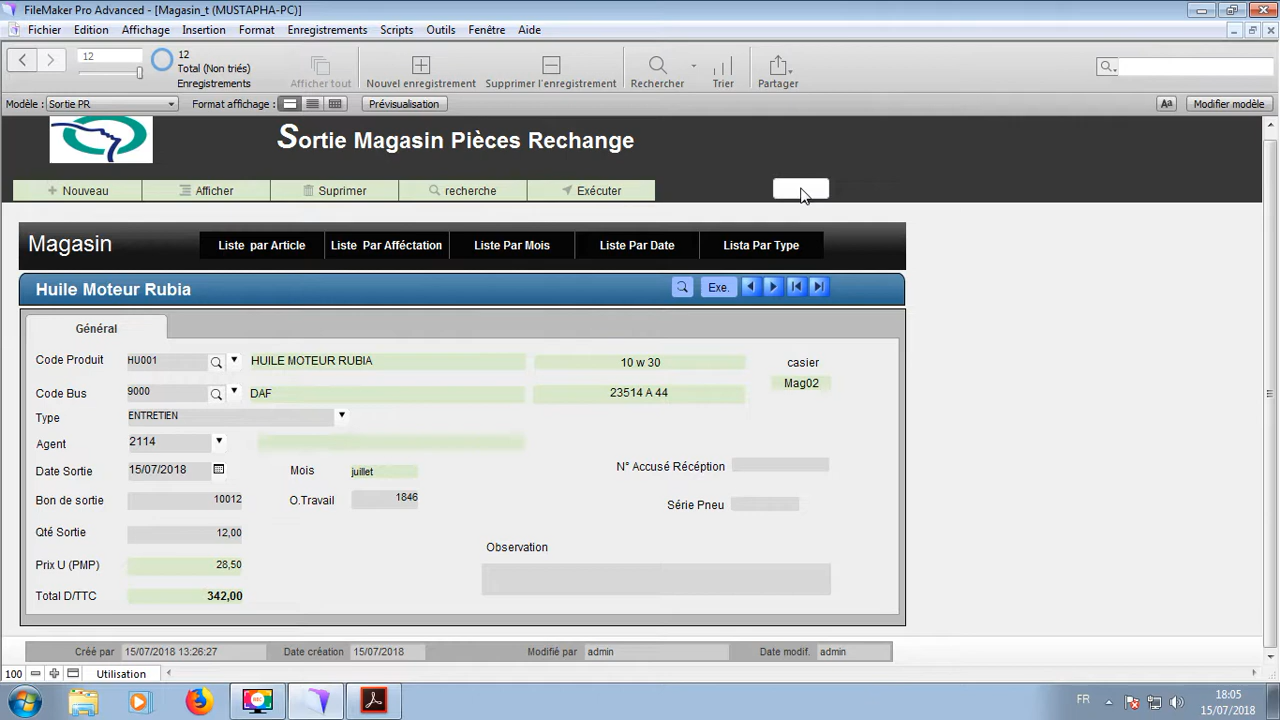 FileMaker Pro Advanced - [Magasin_t (MUSTAPHA-PC)]
Fichier Edition Affichage Insertion Format Enregistrements Scripts Outils Fenêtre Aide
12
12
Total (Non triés)
Enregistrements
Afficher tout
Nouvel enregistrement
Supprimer l'enregistrement
Rechercher
Trier
Partager
Modèle: Sortie PR
Format affichage:
Prévisualisation
Aa
Modifier modèle
Sortie Magasin Pièces Rechange
Nouveau
Afficher
Suprimer
recherche
Exécuter
Magasin
Liste par Article
Liste Par Afféctation
Liste Par Mois
Liste Par Date
Lista Par Type
Huile Moteur Rubia
Exe.
Général
Code Produit HU001 HUILE MOTEUR RUBIA 10 w 30 casier
Mag02
Code Bus 9000 DAF 23514 A 44
Type ENTRETIEN
Agent 2114
Date Sortie 15/07/2018 Mois juillet N° Accusé Récéption
Bon de sortie 10012 O.Travail 1846 Série Pneu
Qté Sortie 12,00
Observation
Prix U (PMP) 28,50
Total D/TTC 342,00
Créé par 15/07/2018 13:26:27 Date création 15/07/2018 Modifié par admin Date modif. admin
100 Utilisation
FR
18:05
15/07/2018